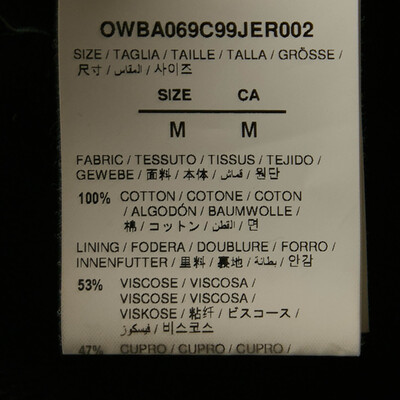 OWBA069C99JER002
SIZE / TAGLIA / TAILLE / TALLA / GRÖSSE /
尺寸 / المقاس / 사이즈
SIZE CA
M M
FABRIC / TESSUTO / TISSUS / TEJIDO /
GEWEBE / 面料 / 本体 / قماش / 원단
100% COTTON / COTONE / COTON
/ ALGODÓN / BAUMWOLLE /
棉 / コットン / القطن / 면
LINING / FODERA / DOUBLURE / FORRO /
INNENFUTTER / 里料 / 裏地 / بطانة / 안감
53% VISCOSE / VISCOSA /
VISCOSE / VISCOSA /
VISKOSE / 粘纤 / ビスコース
/ فيسكوز / 비스코스
47% CUPRO / CUPRO / CUPRO /